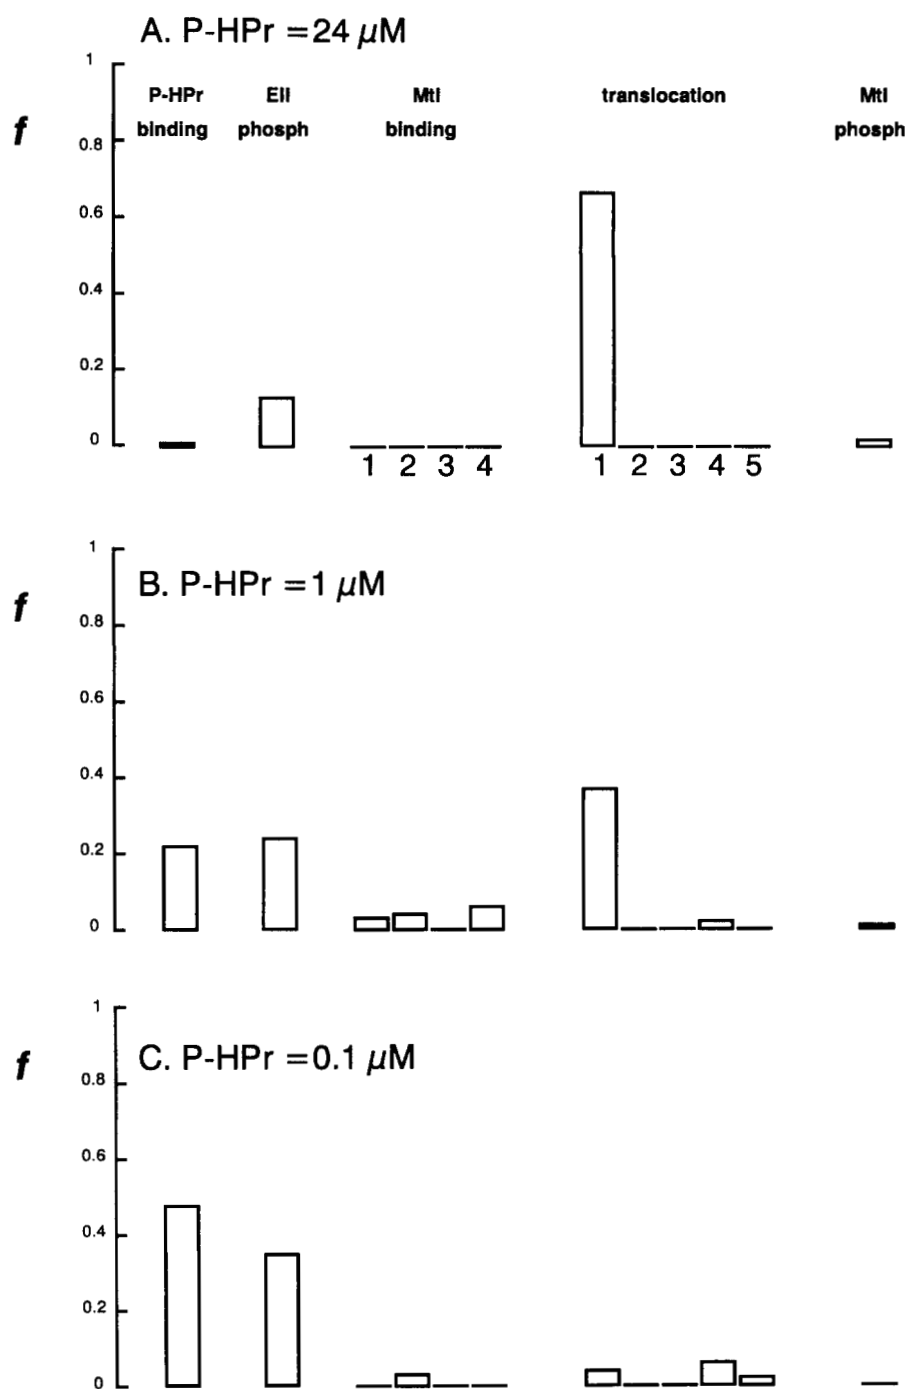 A. P-HPr = 24 μM
1
P-HPr EII Mtl translocation Mtl
binding phosph binding phosph
f
0.8
0.6
0.4
0.2
0
1 2 3 4 1 2 3 4 5
1
B. P-HPr = 1 μM
f
0.8
0.6
0.4
0.2
0
1
C. P-HPr = 0.1 μM
f
0.8
0.6
0.4
0.2
0